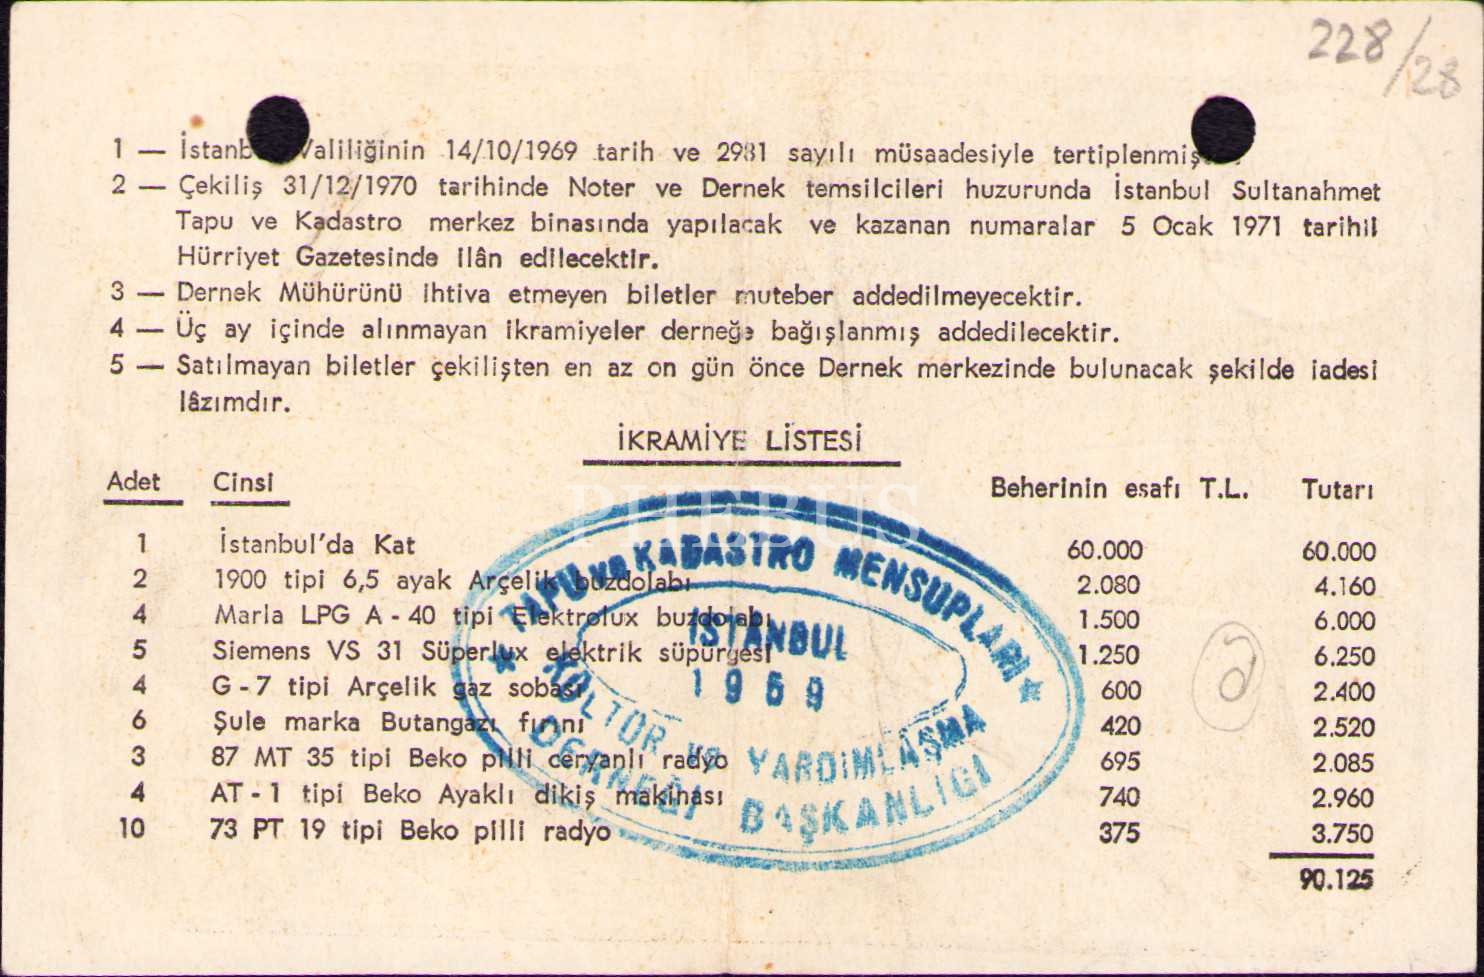 228/28
1 — İstanb Valiliğinin 14/10/1969 tarih ve 2981 sayılı müsaadesiyle tertiplenmiş
2 — Çekiliş 31/12/1970 tarihinde Noter ve Dernek temsilcileri huzurunda İstanbul Sultanahmet
Tapu ve Kadastro merkez binasında yapılacak ve kazanan numaralar 5 Ocak 1971 tarihli
Hürriyet Gazetesinde ilân edilecektir.
3 — Dernek Mühürünü ihtiva etmeyen biletler muteber addedilmeyecektir.
4 — Üç ay içinde alınmayan ikramiyeler derneğe bağışlanmış addedilecektir.
5 — Satılmayan biletler çekilişten en az on gün önce Dernek merkezinde bulunacak şekilde iadesi
lâzımdır.
İKRAMİYE LİSTESİ
Adet Cinsi Beherinin esafı T.L. Tutarı
1 İstanbul'da Kat 60.000 60.000
2 1900 tipi 6,5 ayak Arçelik buzdolabı 2.080 4.160
4 Marla LPG A - 40 tipi Elektrolux buzdolabı 1.500 6.000
5 Siemens VS 31 Süperlux elektrik süpürgesi 1.250 6.250
4 G - 7 tipi Arçelik gaz sobası 600 2.400
6 Şule marka Butangazı fırını 420 2.520
3 87 MT 35 tipi Beko pilli ceryanlı radyo 695 2.085
4 AT - 1 tipi Beko Ayaklı dikiş makinası 740 2.960
10 73 PT 19 tipi Beko pilli radyo 375 3.750
90.125
PHEBUS
TAPU ve KADASTRO MENSUPLARI
İSTANBUL
1969
KÜLTÜR ve YARDIMLAŞMA
DERNEĞİ BAŞKANLIĞI